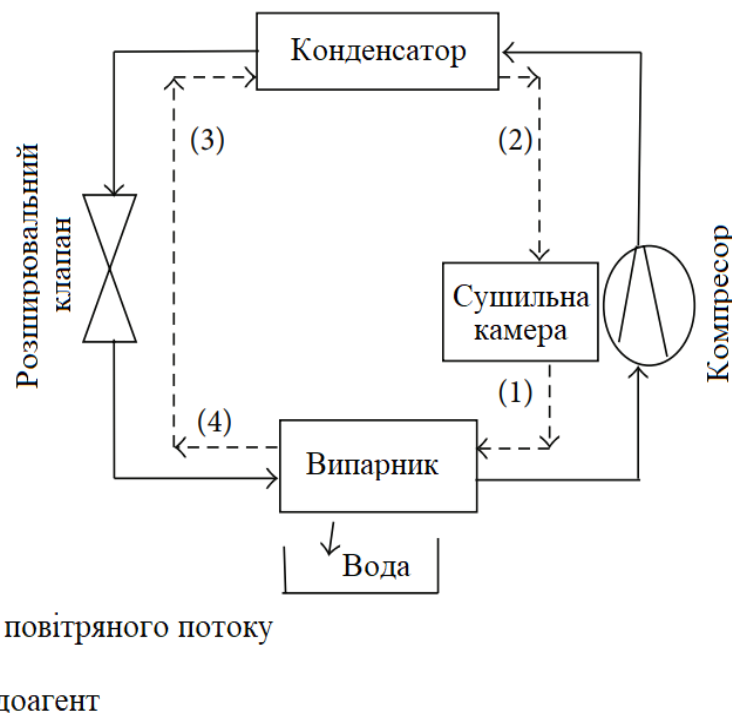 Конденсатор
(3)
(2)
Розширювальний
клапан
Сушильна
камера
Компресор
(1)
(4)
Випарник
Вода
повітряного потоку
доагент